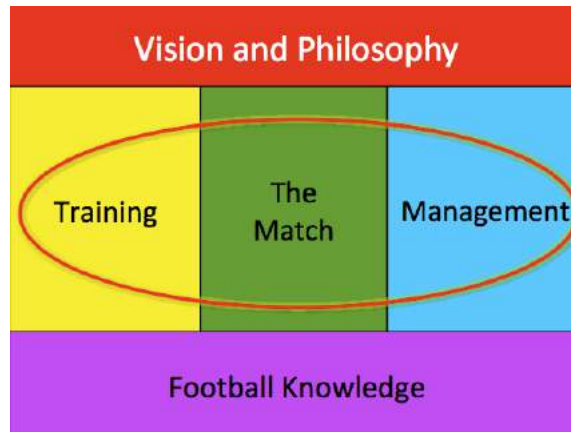 Vision and Philosophy
Training
The
Match
Management
Football Knowledge